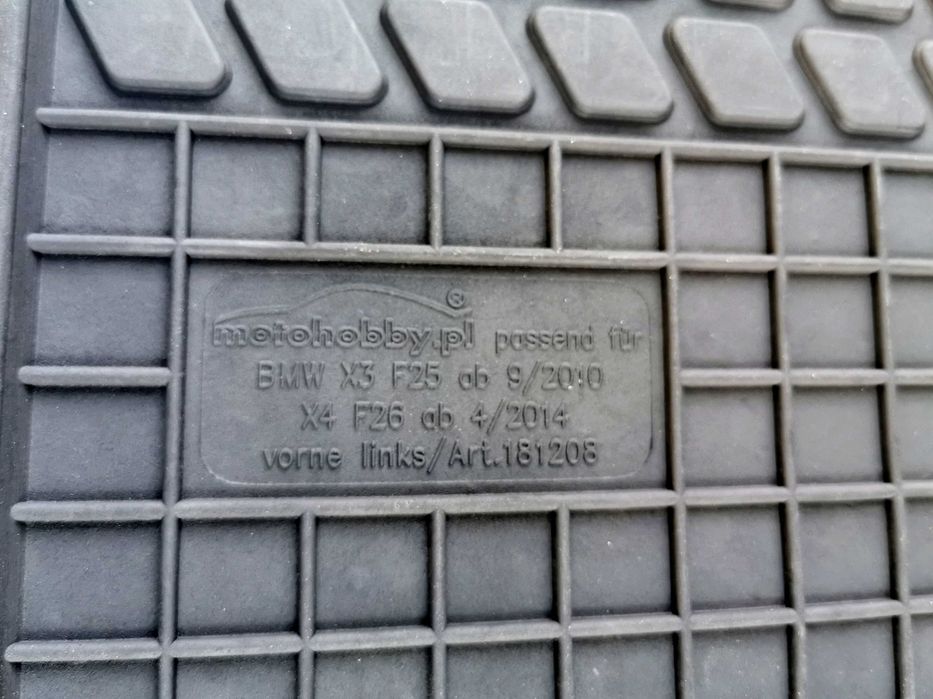 motohobby.pl® passend für
BMW X3 F25 ab 9/2010
X4 F26 ab 4/2014
vorne links/Art.181208